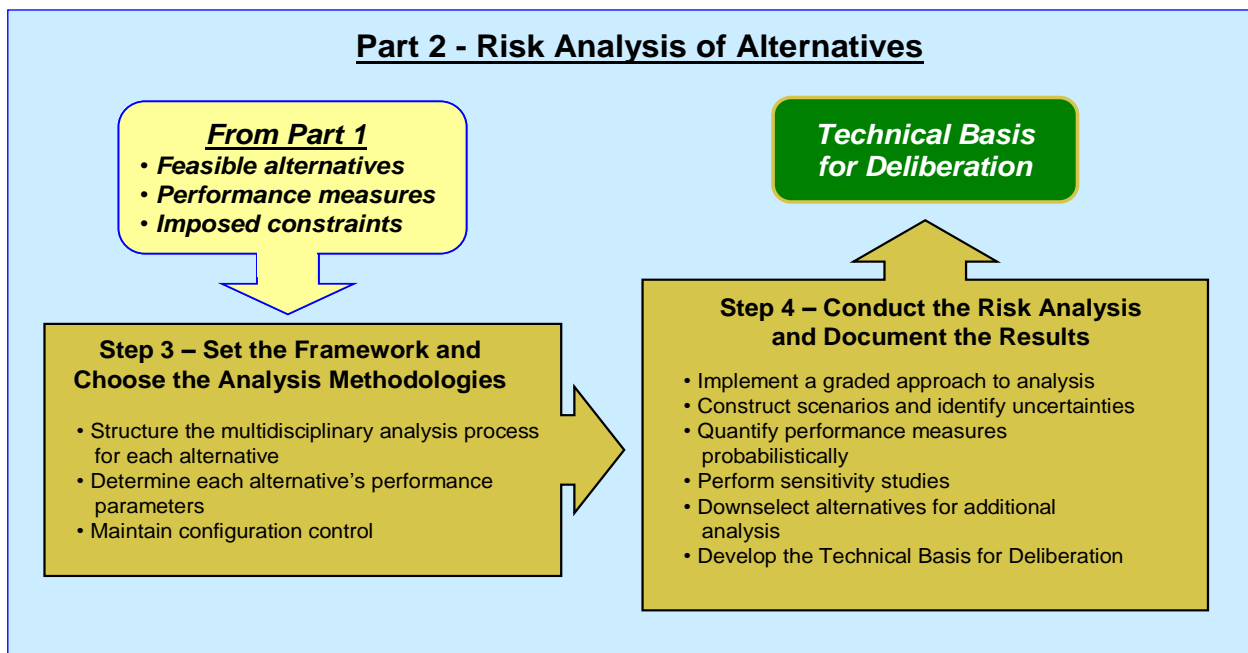 Part 2 - Risk Analysis of Alternatives
From Part 1
• Feasible alternatives
• Performance measures
• Imposed constraints
Technical Basis
for Deliberation
Step 3 – Set the Framework and
Choose the Analysis Methodologies
• Structure the multidisciplinary analysis process
for each alternative
• Determine each alternative’s performance
parameters
• Maintain configuration control
Step 4 – Conduct the Risk Analysis
and Document the Results
• Implement a graded approach to analysis
• Construct scenarios and identify uncertainties
• Quantify performance measures
probabilistically
• Perform sensitivity studies
• Downselect alternatives for additional
analysis
• Develop the Technical Basis for Deliberation